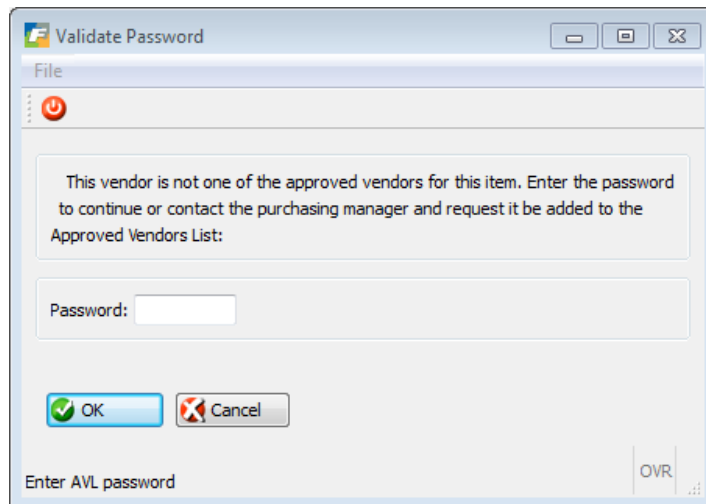 Validate Password
File
This vendor is not one of the approved vendors for this item. Enter the password
to continue or contact the purchasing manager and request it be added to the
Approved Vendors List:
Password:
OK
Cancel
Enter AVL password
OVR